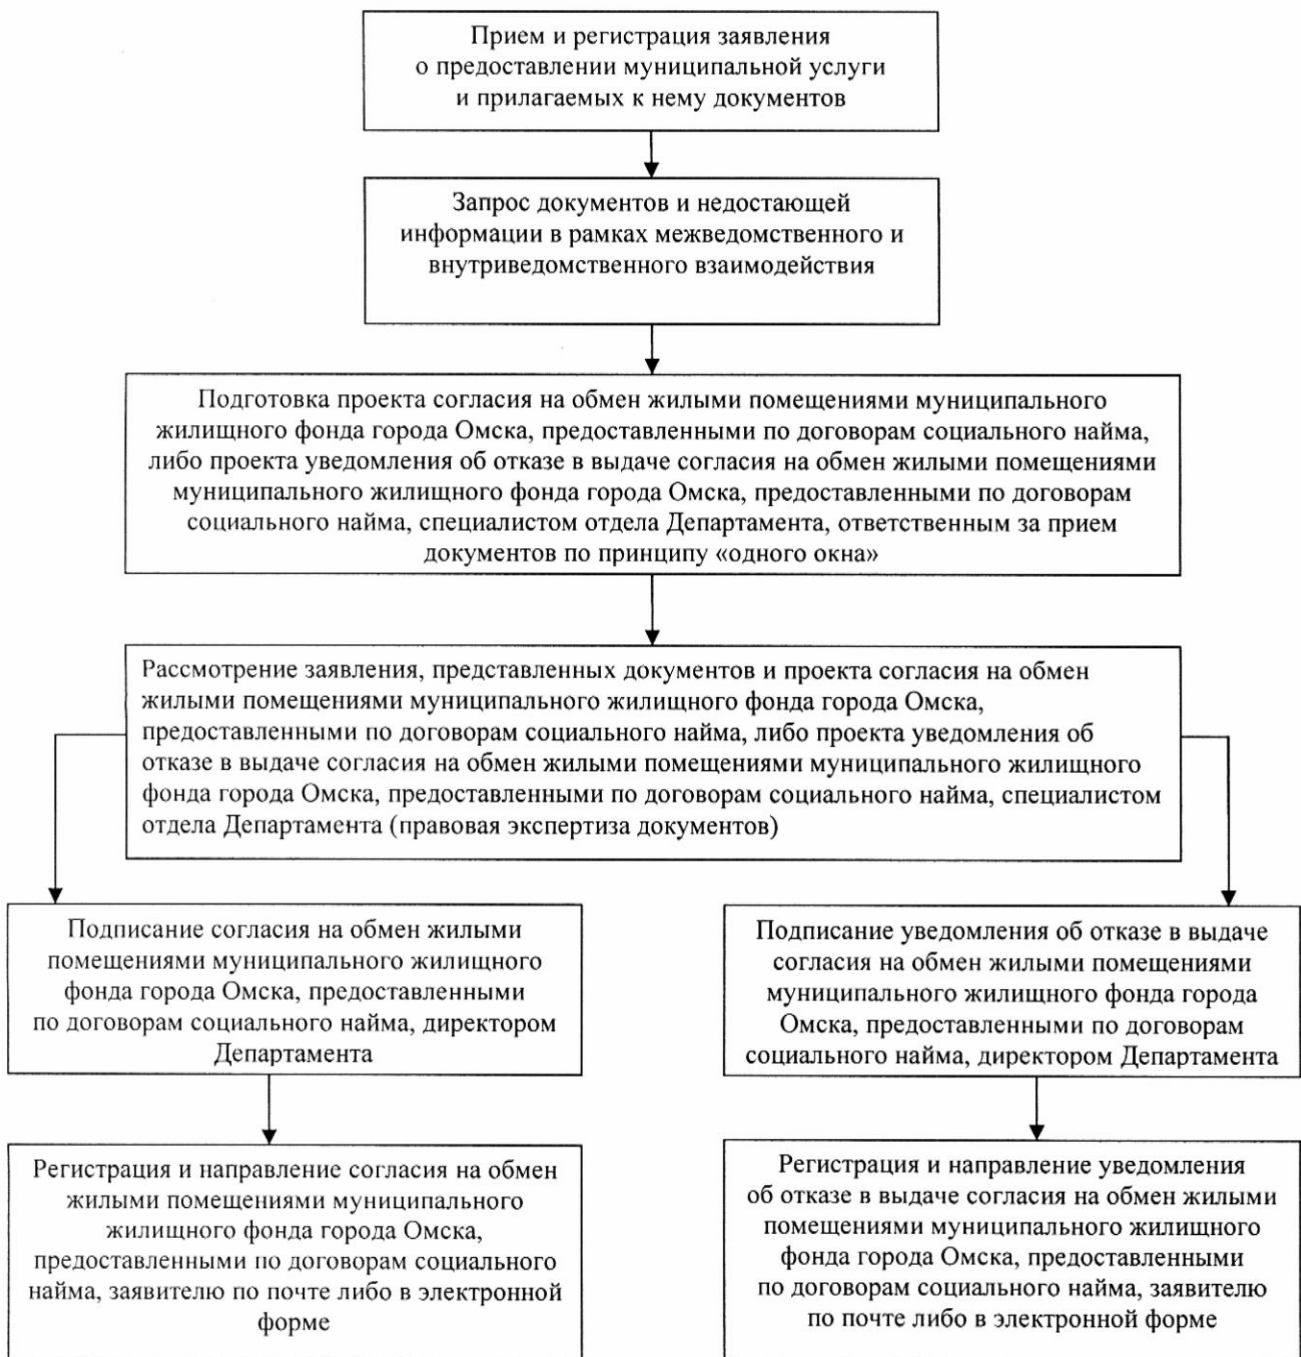 Прием и регистрация заявления
о предоставлении муниципальной услуги
и прилагаемых к нему документов
Запрос документов и недостающей
информации в рамках межведомственного и
внутриведомственного взаимодействия
Подготовка проекта согласия на обмен жилыми помещениями муниципального
жилищного фонда города Омска, предоставленными по договорам социального найма,
либо проекта уведомления об отказе в выдаче согласия на обмен жилыми помещениями
муниципального жилищного фонда города Омска, предоставленными по договорам
социального найма, специалистом отдела Департамента, ответственным за прием
документов по принципу «одного окна»
Рассмотрение заявления, представленных документов и проекта согласия на обмен
жилыми помещениями муниципального жилищного фонда города Омска,
предоставленными по договорам социального найма, либо проекта уведомления об
отказе в выдаче согласия на обмен жилыми помещениями муниципального жилищного
фонда города Омска, предоставленными по договорам социального найма, специалистом
отдела Департамента (правовая экспертиза документов)
Подписание согласия на обмен жилыми
помещениями муниципального жилищного
фонда города Омска, предоставленными
по договорам социального найма, директором
Департамента
Подписание уведомления об отказе в выдаче
согласия на обмен жилыми помещениями
муниципального жилищного фонда города
Омска, предоставленными по договорам
социального найма, директором Департамента
Регистрация и направление согласия на обмен
жилыми помещениями муниципального
жилищного фонда города Омска,
предоставленными по договорам социального
найма, заявителю по почте либо в электронной
форме
Регистрация и направление уведомления
об отказе в выдаче согласия на обмен жилыми
помещениями муниципального жилищного
фонда города Омска, предоставленными
по договорам социального найма, заявителю
по почте либо в электронной форме